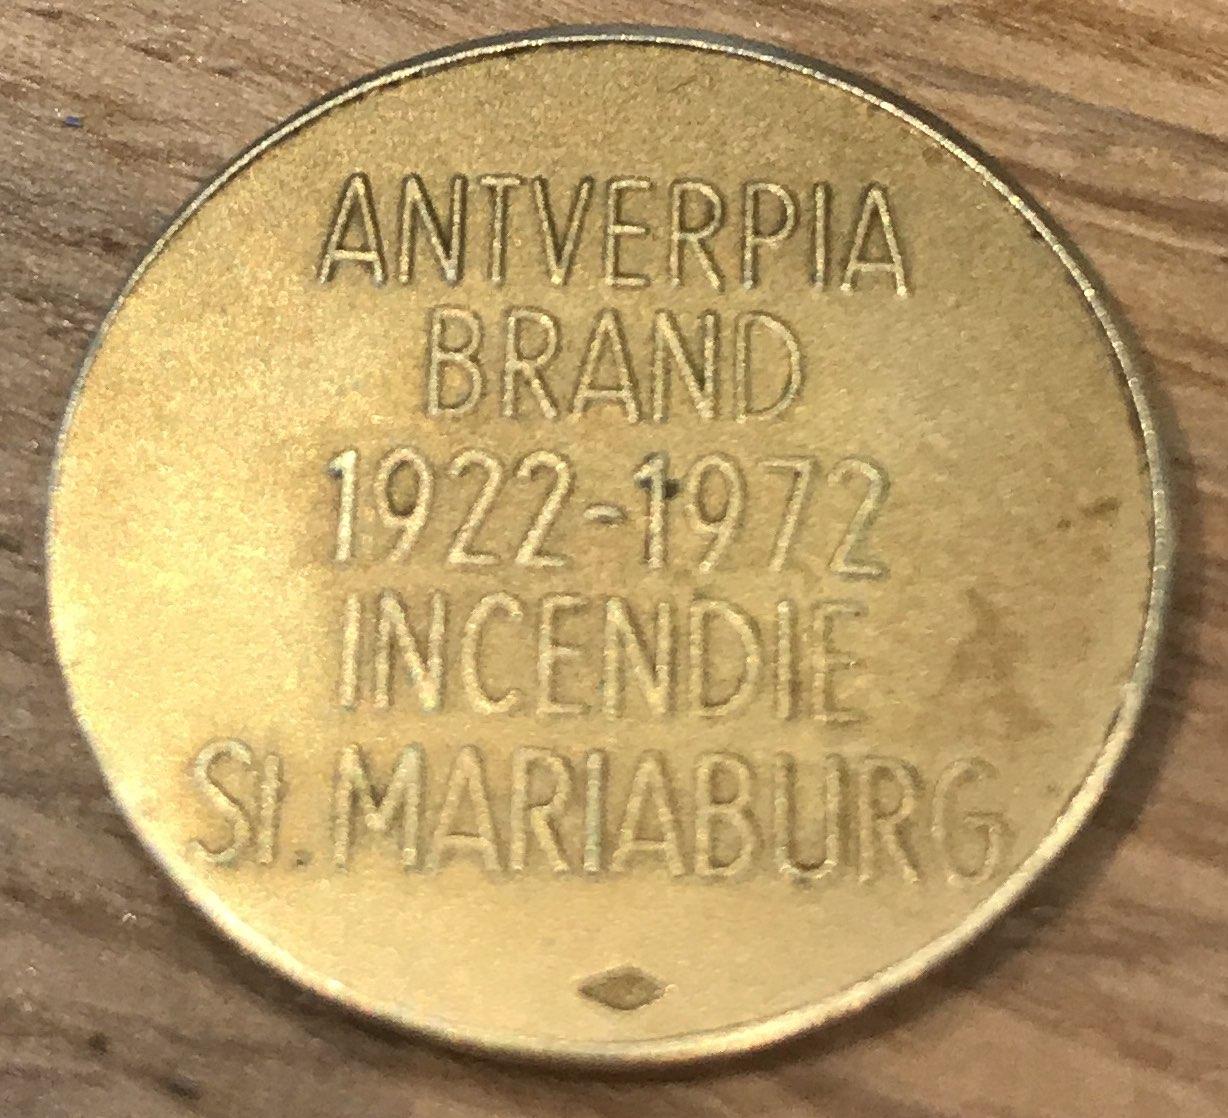 ANTVERPIA
BRAND
1922-1972
INCENDIE
St. MARIABURG